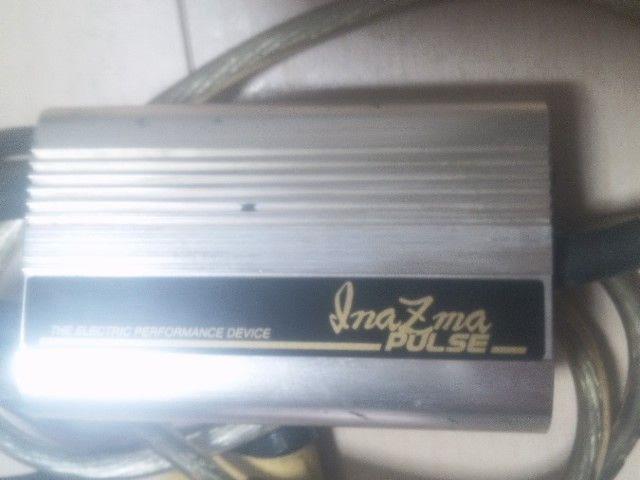 InaZma
THE ELECTRIC PERFORMANCE DEVICE
PULSE